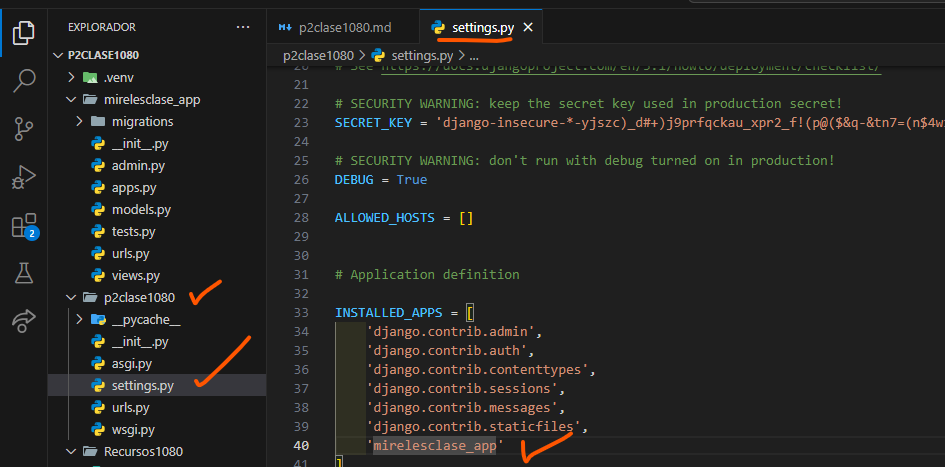 EXPLORADOR
P2CLASE1080
.venv
mirelesclase_app
migrations
__init__.py
admin.py
apps.py
models.py
tests.py
urls.py
views.py
p2clase1080
__pycache__
__init__.py
asgi.py
settings.py
urls.py
wsgi.py
Recursos1080
2
p2clase1080.md
settings.py
p2clase1080 > settings.py > ...
20 # See https://docs.djangoproject.com/en/5.1/howto/deployment/checklist/
21
22 # SECURITY WARNING: keep the secret key used in production secret!
23 SECRET_KEY = 'django-insecure-*-yjszc)_d#+)j9prfqckau_xpr2_f!(p@($&q-&tn7=(n$4w
24
25 # SECURITY WARNING: don't run with debug turned on in production!
26 DEBUG = True
27
28 ALLOWED_HOSTS = []
29
30
31 # Application definition
32
33 INSTALLED_APPS = [
34 'django.contrib.admin',
35 'django.contrib.auth',
36 'django.contrib.contenttypes',
37 'django.contrib.sessions',
38 'django.contrib.messages',
39 'django.contrib.staticfiles',
40 'mirelesclase_app'
41 ]